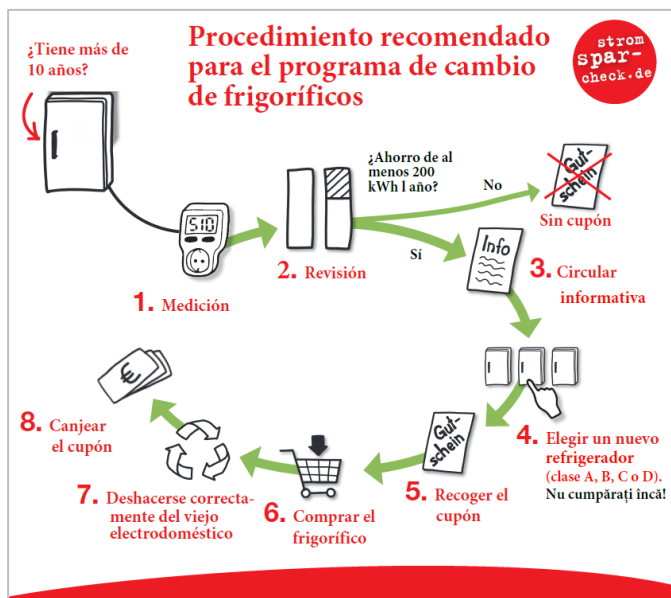 ¿Tiene más de
10 años?
Procedimiento recomendado
para el programa de cambio
de frigoríficos
strom
spar-
check.de
510
1. Medición
2. Revisión
¿Ahorro de al
menos 200
kWh l año?
No
Sí
Gut-
schein
Sin cupón
Info
3. Circular
informativa
4. Elegir un nuevo
refrigerador
(clase A, B, C o D).
Nu cumpărați încă!
Gut-
schein
5. Recoger el
cupón
6. Comprar el
frigorífico
7. Deshacerse correcta-
mente del viejo
electrodoméstico
€
8. Canjear
el cupón